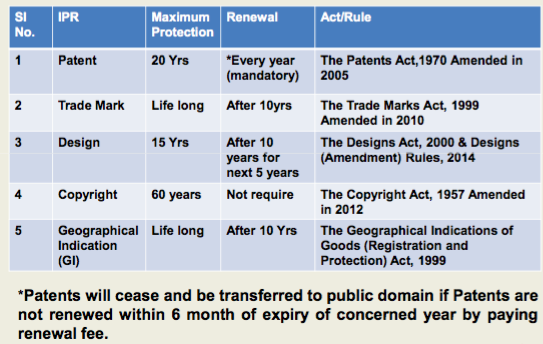 Sl No. IPR Maximum Protection Renewal Act/Rule
1 Patent 20 Yrs *Every year (mandatory) The Patents Act,1970 Amended in 2005
2 Trade Mark Life long After 10yrs The Trade Marks Act, 1999 Amended in 2010
3 Design 15 Yrs After 10 years for next 5 years The Designs Act, 2000 & Designs (Amendment) Rules, 2014
4 Copyright 60 years Not require The Copyright Act, 1957 Amended in 2012
5 Geographical Indication (GI) Life long After 10 Yrs The Geographical Indications of Goods (Registration and Protection) Act, 1999
*Patents will cease and be transferred to public domain if Patents are
not renewed within 6 month of expiry of concerned year by paying
renewal fee.